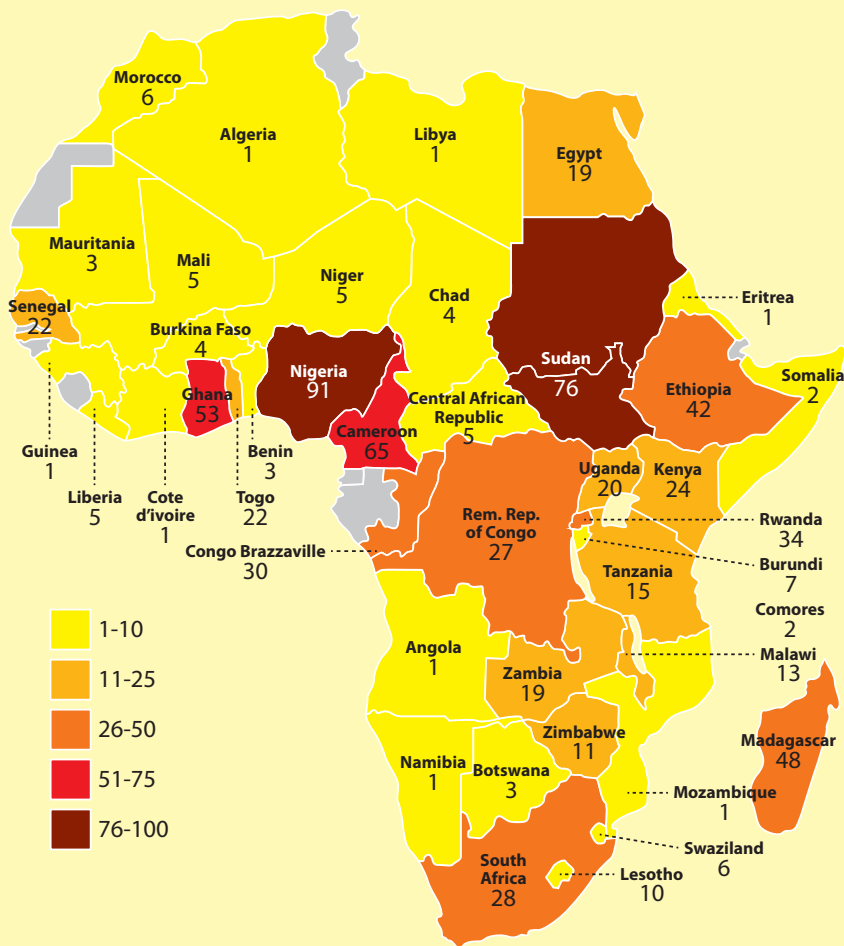 Morocco
6
Algeria
1
Libya
1
Egypt
19
Mauritania
3
Mali
5
Niger
5
Chad
4
Eritrea
1
Senegal
22
Burkina Faso
4
Nigeria
91
Sudan
76
Ethiopia
42
Somalia
2
Ghana
53
Cameroon
65
Central African
Republic
5
Guinea
1
Liberia
5
Cote
d'ivoire
1
Togo
22
Benin
3
Uganda
20
Kenya
24
Rem. Rep.
of Congo
27
Congo Brazzaville
30
Rwanda
34
Burundi
7
Tanzania
15
Comores
2
Malawi
13
Angola
1
Zambia
19
Zimbabwe
11
Madagascar
48
Namibia
1
Botswana
3
Mozambique
1
Swaziland
6
Lesotho
10
South
Africa
28
1-10
11-25
26-50
51-75
76-100